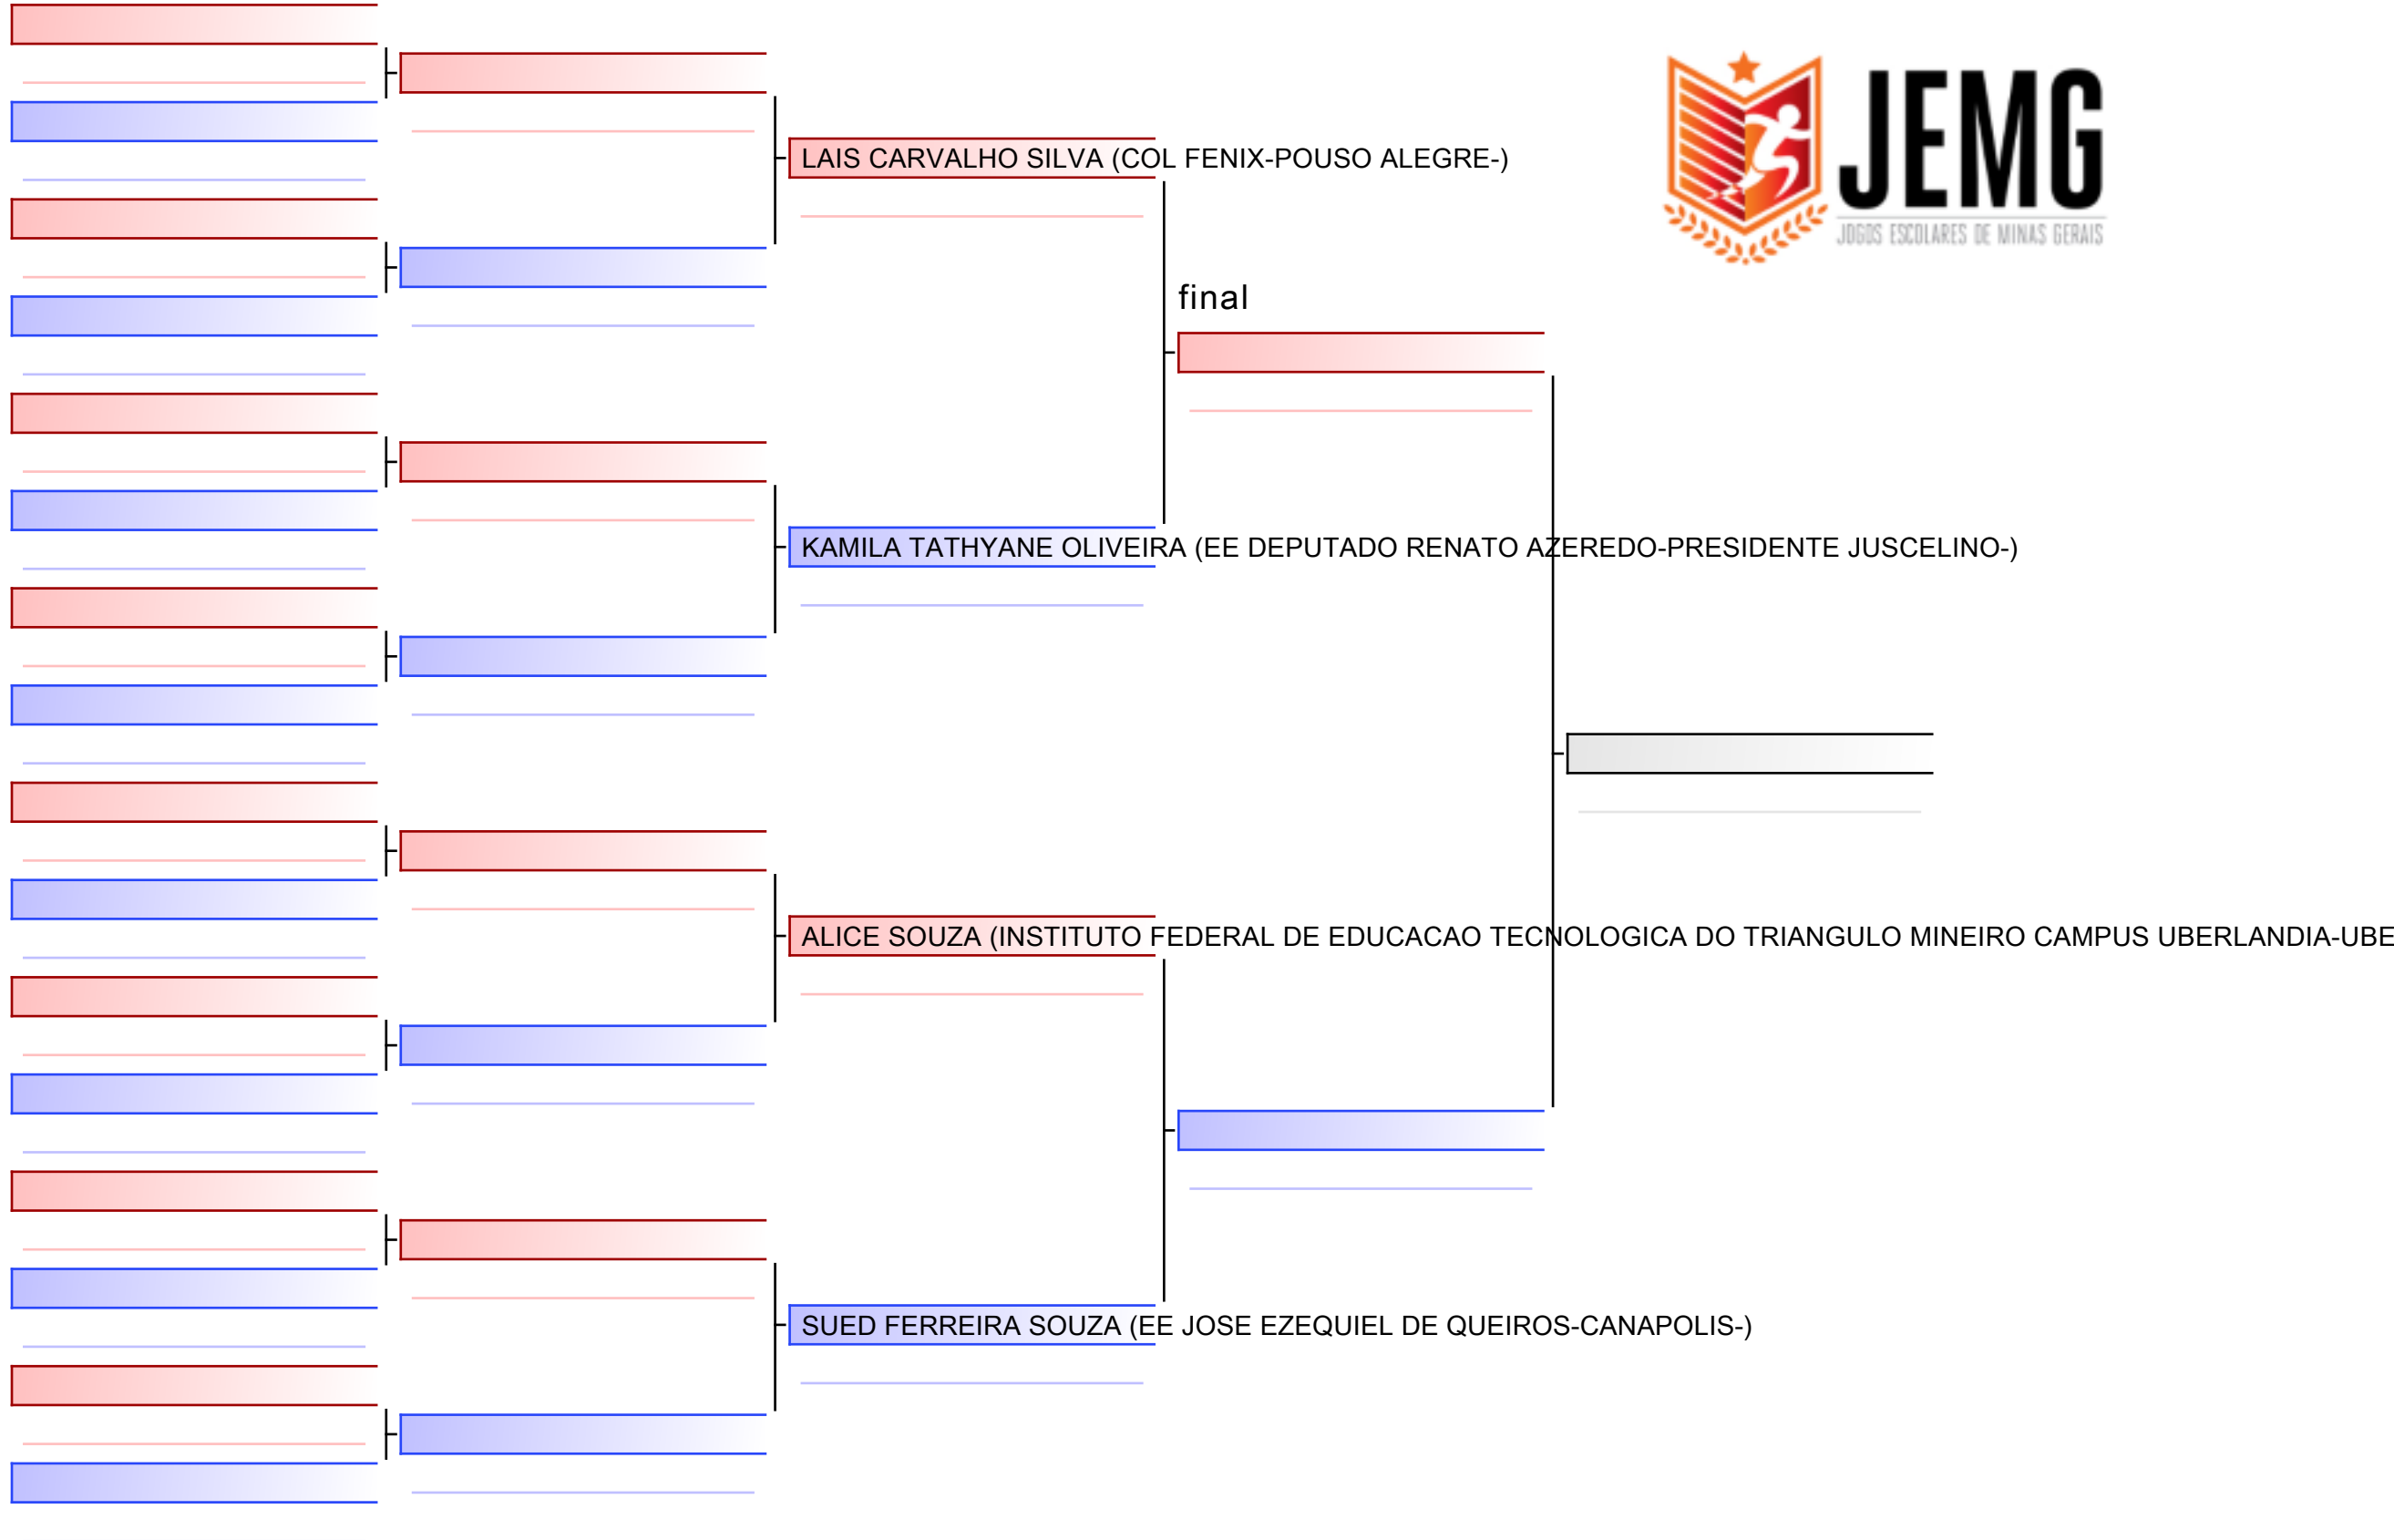 JEMG
JOGOS ESCOLARES DE MINAS GERAIS
LAIS CARVALHO SILVA (COL FENIX-POUSO ALEGRE-)
final
KAMILA TATHYANE OLIVEIRA (EE DEPUTADO RENATO AZEREDO-PRESIDENTE JUSCELINO-)
ALICE SOUZA (INSTITUTO FEDERAL DE EDUCACAO TECNOLOGICA DO TRIANGULO MINEIRO CAMPUS UBERLANDIA-UBE
SUED FERREIRA SOUZA (EE JOSE EZEQUIEL DE QUEIROS-CANAPOLIS-)